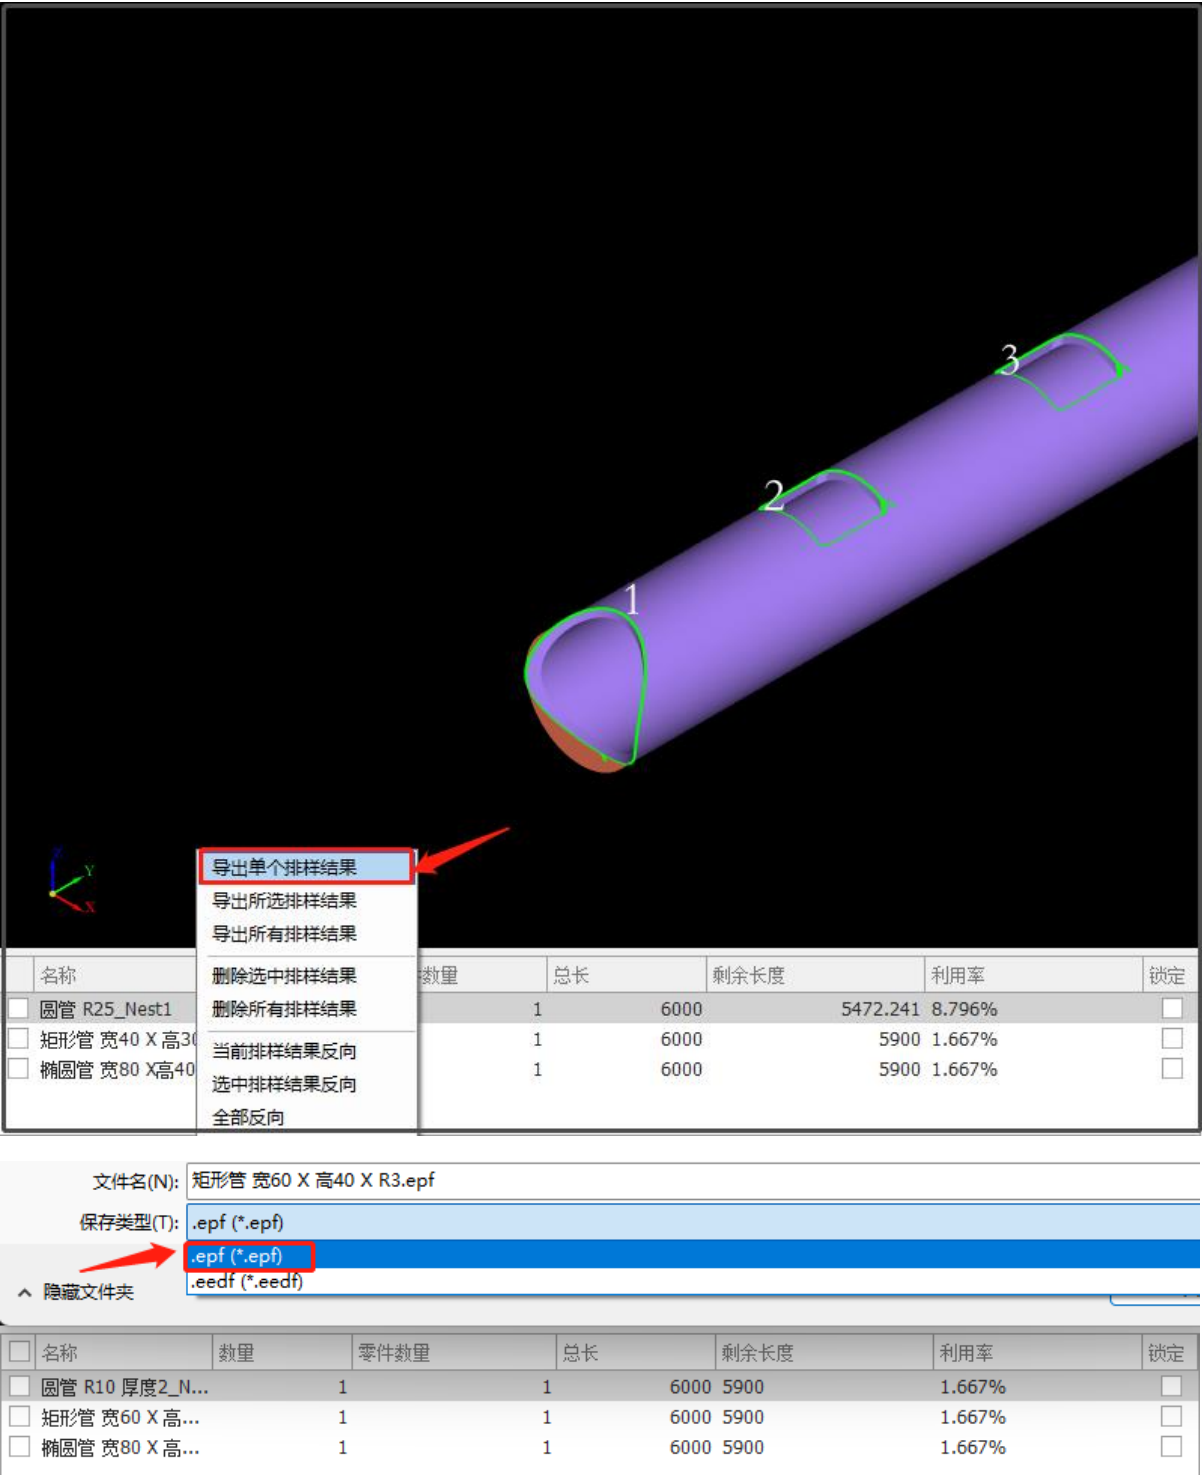 3
2
1
Z
Y
X
导出单个排样结果
导出所选排样结果
导出所有排样结果
删除选中排样结果
删除所有排样结果
当前排样结果反向
选中排样结果反向
全部反向
名称 数量 总长 剩余长度 利用率 锁定
圆管 R25_Nest1 1 6000 5472.241 8.796%
矩形管 宽40 X 高30 1 6000 5900 1.667%
椭圆管 宽80 X高40 1 6000 5900 1.667%
文件名(N): 矩形管 宽60 X 高40 X R3.epf
保存类型(T): .epf (*.epf)
.epf (*.epf)
.eedf (*.eedf)
隐藏文件夹
名称 数量 零件数量 总长 剩余长度 利用率 锁定
圆管 R10 厚度2_N... 1 1 6000 5900 1.667%
矩形管 宽60 X 高... 1 1 6000 5900 1.667%
椭圆管 宽80 X 高... 1 1 6000 5900 1.667%